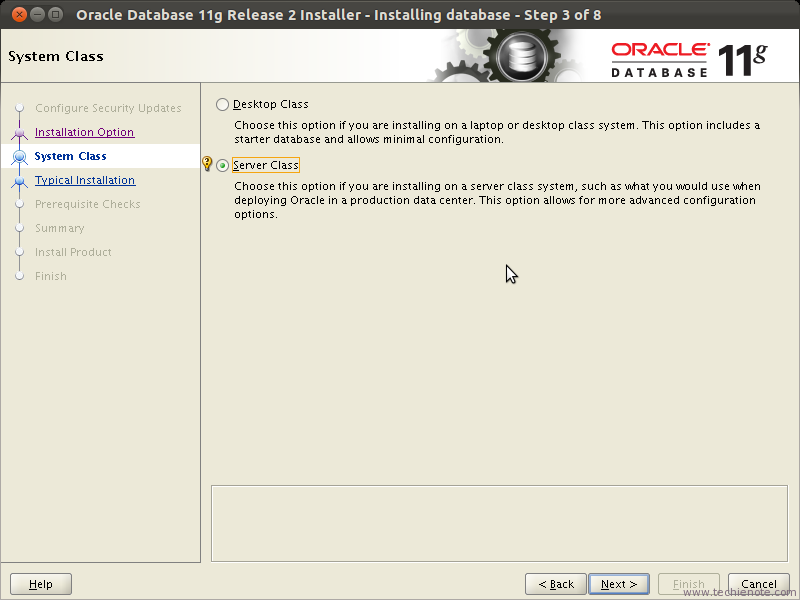 Oracle Database 11g Release 2 Installer - Installing database - Step 3 of 8
System Class
ORACLE
DATABASE
11g
Configure Security Updates
Installation Option
System Class
Typical Installation
Prerequisite Checks
Summary
Install Product
Finish
Desktop Class
Choose this option if you are installing on a laptop or desktop class system. This option includes a
starter database and allows minimal configuration.
Server Class
Choose this option if you are installing on a server class system, such as what you would use when
deploying Oracle in a production data center. This option allows for more advanced configuration
options.
Help
< Back
Next >
Finish
Cancel
www.techienote.com